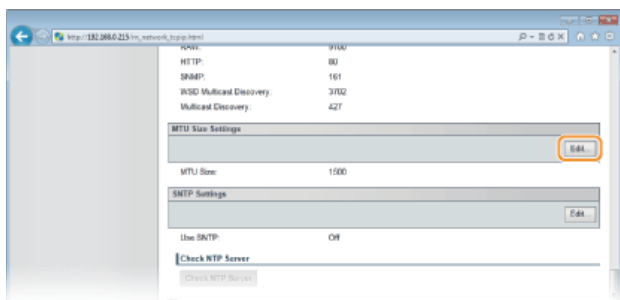 http://192.168.0.215/m_network_tcpip.html
RAW: 9100
HTTP: 80
SNMP: 161
WSD Multicast Discovery: 3702
Multicast Discovery: 427
MTU Size Settings
Edit...
MTU Size: 1500
SNTP Settings
Edit...
Use SNTP: Off
Check NTP Server
Check NTP Server